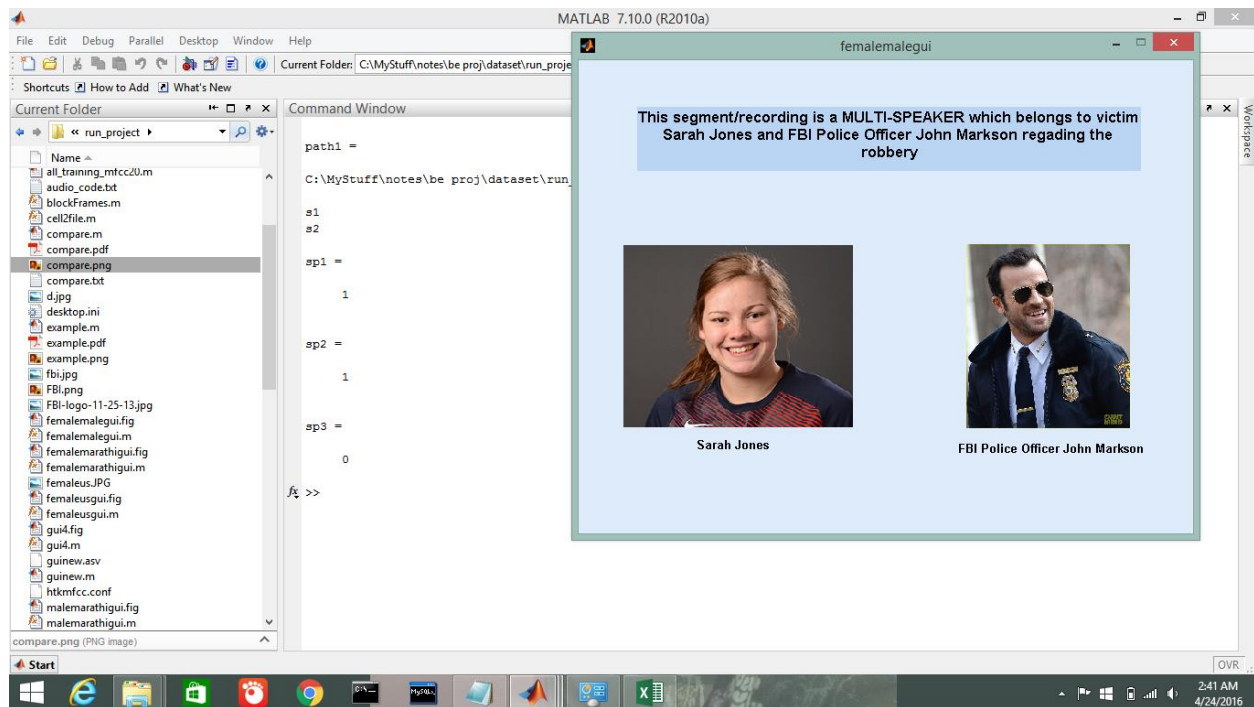 MATLAB 7.10.0 (R2010a)
File Edit Debug Parallel Desktop Window Help
Current Folder: C:\MyStuff\notes\be proj\dataset\run_proje
Shortcuts How to Add What's New
Current Folder
« run_project
Name
all_training_mfcc20.m
audio_code.txt
blockFrames.m
cell2file.m
compare.m
compare.pdf
compare.png
compare.txt
d.jpg
desktop.ini
example.m
example.pdf
example.png
fbi.jpg
FBI.png
FBI-logo-11-25-13.jpg
femalemalegui.fig
femalemalegui.m
femalemarathigui.fig
femalemarathigui.m
femaleus.JPG
femaleusgui.fig
femaleusgui.m
gui4.fig
gui4.m
guinew.asv
guinew.m
htkmfcc.conf
malemarathigui.fig
malemarathigui.m
compare.png (PNG image)
Command Window
path1 =
C:\MyStuff\notes\be proj\dataset\run_
s1
s2
sp1 =
1
sp2 =
1
sp3 =
0
fx >>
femalemalegui
This segment/recording is a MULTI-SPEAKER which belongs to victim
Sarah Jones and FBI Police Officer John Markson regading the
robbery
Sarah Jones
FBI Police Officer John Markson
Workspace
Start
OVR
2:41 AM
4/24/2016